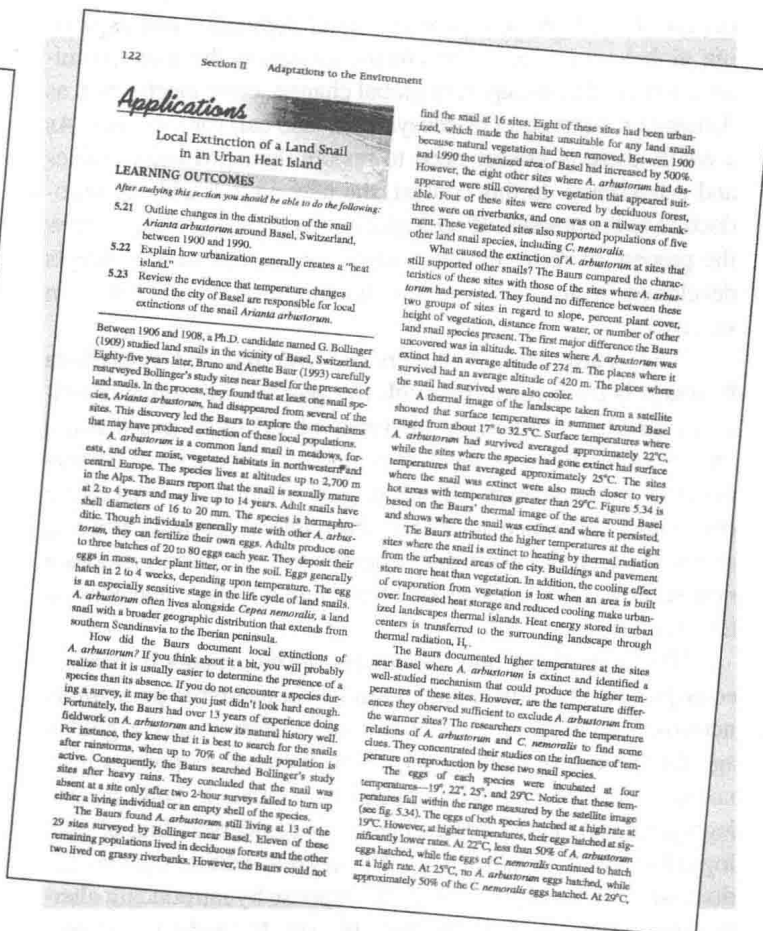 122 Section II Adaptations to the Environment
Applications
Local Extinction of a Land Snail
in an Urban Heat Island
LEARNING OUTCOMES
After studying this section you should be able to do the following:
5.21 Outline changes in the distribution of the snail
Arianta arbustorum around Basel, Switzerland,
between 1900 and 1990.
5.22 Explain how urbanization generally creates a "heat
island."
5.23 Review the evidence that temperature changes
around the city of Basel are responsible for local
extinctions of the snail Arianta arbustorum.
Between 1906 and 1908, a Ph.D. candidate named G. Bollinger
(1909) studied land snails in the vicinity of Basel, Switzerland.
Eighty-five years later, Bruno and Anette Baur (1993) carefully
resurveyed Bollinger's study sites near Basel for the presence of
land snails. In the process, they found that at least one snail spe-
cies, Arianta arbustorum, had disappeared from several of the
sites. This discovery led the Baurs to explore the mechanisms
that may have produced extinction of these local populations.
A. arbustorum is a common land snail in meadows, for-
ests, and other moist, vegetated habitats in northwestern and
central Europe. The species lives at altitudes up to 2,700 m
in the Alps. The Baurs report that the snail is sexually mature
at 2 to 4 years and may live up to 14 years. Adult snails have
shell diameters of 16 to 20 mm. The species is hermaphro-
ditic. Though individuals generally mate with other A. arbus-
torum, they can fertilize their own eggs. Adults produce one
to three batches of 20 to 80 eggs each year. They deposit their
eggs in moss, under plant litter, or in the soil. Eggs generally
hatch in 2 to 4 weeks, depending upon temperature. The egg
is an especially sensitive stage in the life cycle of land snails.
A. arbustorum often lives alongside Cepea nemoralis, a land
snail with a broader geographic distribution that extends from
southern Scandinavia to the Iberian peninsula.
How did the Baurs document local extinctions of
A. arbustorum? If you think about it a bit, you will probably
realize that it is usually easier to determine the presence of a
species than its absence. If you do not encounter a species dur-
ing a survey, it may be that you just didn't look hard enough.
Fortunately, the Baurs had over 13 years of experience doing
fieldwork on A. arbustorum and knew its natural history well.
For instance, they knew that it is best to search for the snails
after rainstorms, when up to 70% of the adult population is
active. Consequently, the Baurs searched Bollinger's study
sites after heavy rains. They concluded that the snail was
absent at a site only after two 2-hour surveys failed to turn up
either a living individual or an empty shell of the species.
The Baurs found A. arbustorum still living at 13 of the
29 sites surveyed by Bollinger near Basel. Eleven of these
remaining populations lived in deciduous forests and the other
two lived on grassy riverbanks. However, the Baurs could not
find the snail at 16 sites. Eight of these sites had been urban-
ized, which made the habitat unsuitable for any land snails
because natural vegetation had been removed. Between 1900
and 1990 the urbanized area of Basel had increased by 500%.
However, the eight other sites where A. arbustorum had dis-
appeared were still covered by vegetation that appeared suit-
able. Four of these sites were covered by deciduous forest,
three were on riverbanks, and one was on a railway embank-
ment. These vegetated sites also supported populations of five
other land snail species, including C. nemoralis.
What caused the extinction of A. arbustorum at sites that
still supported other snails? The Baurs compared the charac-
teristics of these sites with those of the sites where A. arbus-
torum had persisted. They found no difference between these
two groups of sites in regard to slope, percent plant cover,
height of vegetation, distance from water, or number of other
land snail species present. The first major difference the Baurs
uncovered was in altitude. The sites where A. arbustorum was
extinct had an average altitude of 274 m. The places where it
survived had an average altitude of 420 m. The places where
the snail had survived were also cooler.
A thermal image of the landscape taken from a satellite
showed that surface temperatures in summer around Basel
ranged from about 17° to 32.5°C. Surface temperatures where
A. arbustorum had survived averaged approximately 22°C,
while the sites where the species had gone extinct had surface
temperatures that averaged approximately 25°C. The sites
where the snail was extinct were also much closer to very
hot areas with temperatures greater than 29°C. Figure 5.34 is
based on the Baurs' thermal image of the area around Basel
and shows where the snail was extinct and where it persisted.
The Baurs attributed the higher temperatures at the eight
sites where the snail is extinct to heating by thermal radiation
from the urbanized areas of the city. Buildings and pavement
store more heat than vegetation. In addition, the cooling effect
of evaporation from vegetation is lost when an area is built
over. Increased heat storage and reduced cooling make urban-
ized landscapes thermal islands. Heat energy stored in urban
centers is transferred to the surrounding landscape through
thermal radiation, Hr.
The Baurs documented higher temperatures at the sites
near Basel where A. arbustorum is extinct and identified a
well-studied mechanism that could produce the higher tem-
peratures of these sites. However, are the temperature differ-
ences they observed sufficient to exclude A. arbustorum from
the warmer sites? The researchers compared the temperature
relations of A. arbustorum and C. nemoralis to find some
clues. They concentrated their studies on the influence of tem-
perature on reproduction by these two snail species.
The eggs of each species were incubated at four
temperatures—19°, 22°, 25°, and 29°C. Notice that these tem-
peratures fall within the range measured by the satellite image
(see fig. 5.34). The eggs of both species hatched at a high rate at
19°C. However, at higher temperatures, their eggs hatched at sig-
nificantly lower rates. At 22°C, less than 50% of A. arbustorum
eggs hatched, while the eggs of C. nemoralis continued to hatch
at a high rate. At 25°C, no A. arbustorum eggs hatched, while
approximately 50% of the C. nemoralis eggs hatched. At 29°C,